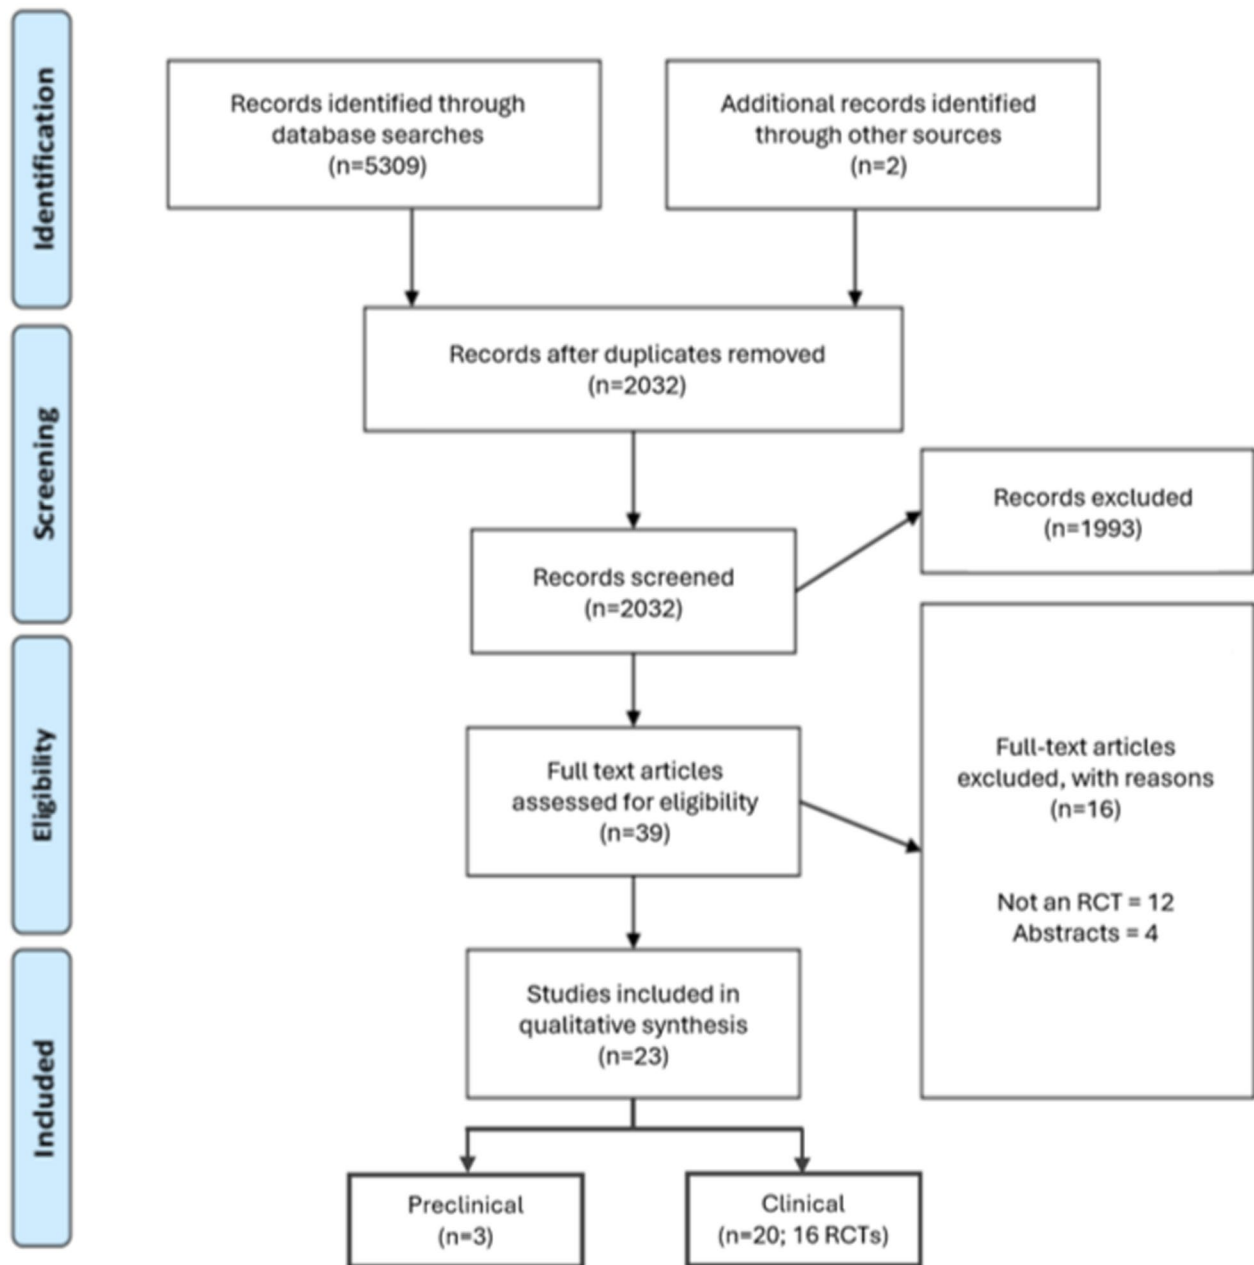 Identification
Records identified through
database searches
(n=5309)
Additional records identified
through other sources
(n=2)
Screening
Records after duplicates removed
(n=2032)
Records screened
(n=2032)
Records excluded
(n=1993)
Eligibility
Full text articles
assessed for eligibility
(n=39)
Full-text articles
excluded, with reasons
(n=16)
Not an RCT = 12
Abstracts = 4
Included
Studies included in
qualitative synthesis
(n=23)
Preclinical
(n=3)
Clinical
(n=20; 16 RCTs)